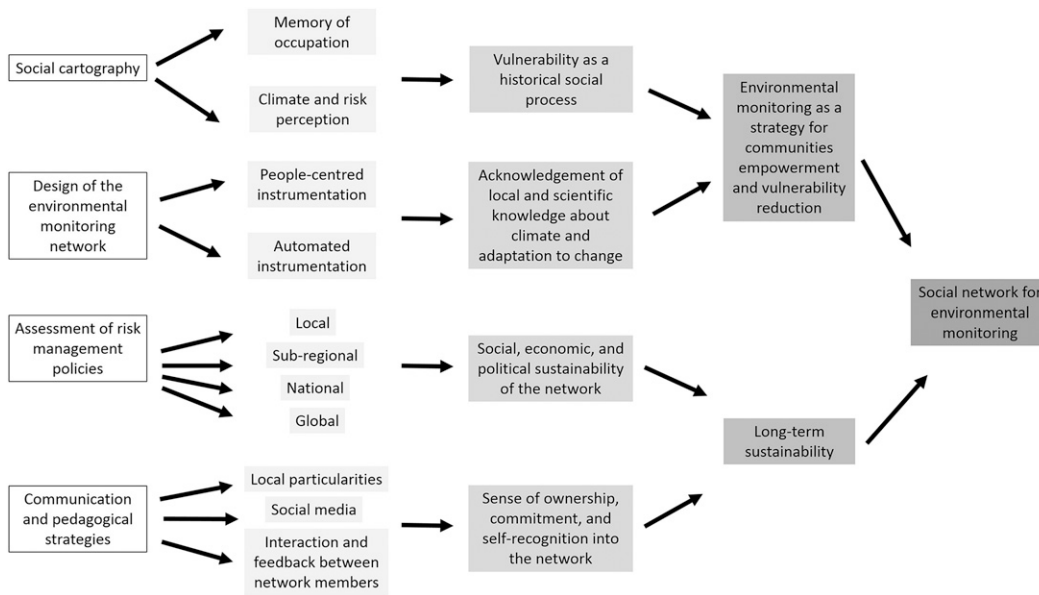 Social cartography
Memory of
occupation
Climate and risk
perception
Vulnerability as a
historical social
process
Environmental
monitoring as a
strategy for
communities
empowerment
and vulnerability
reduction
Design of the
environmental
monitoring
network
People-centred
instrumentation
Automated
instrumentation
Acknowledgement of
local and scientific
knowledge about
climate and
adaptation to change
Social network for
environmental
monitoring
Assessment of risk
management
policies
Local
Sub-regional
National
Global
Social, economic, and
political sustainability
of the network
Long-term
sustainability
Communication
and pedagogical
strategies
Local particularities
Social media
Interaction and
feedback between
network members
Sense of ownership,
commitment, and
self-recognition into
the network